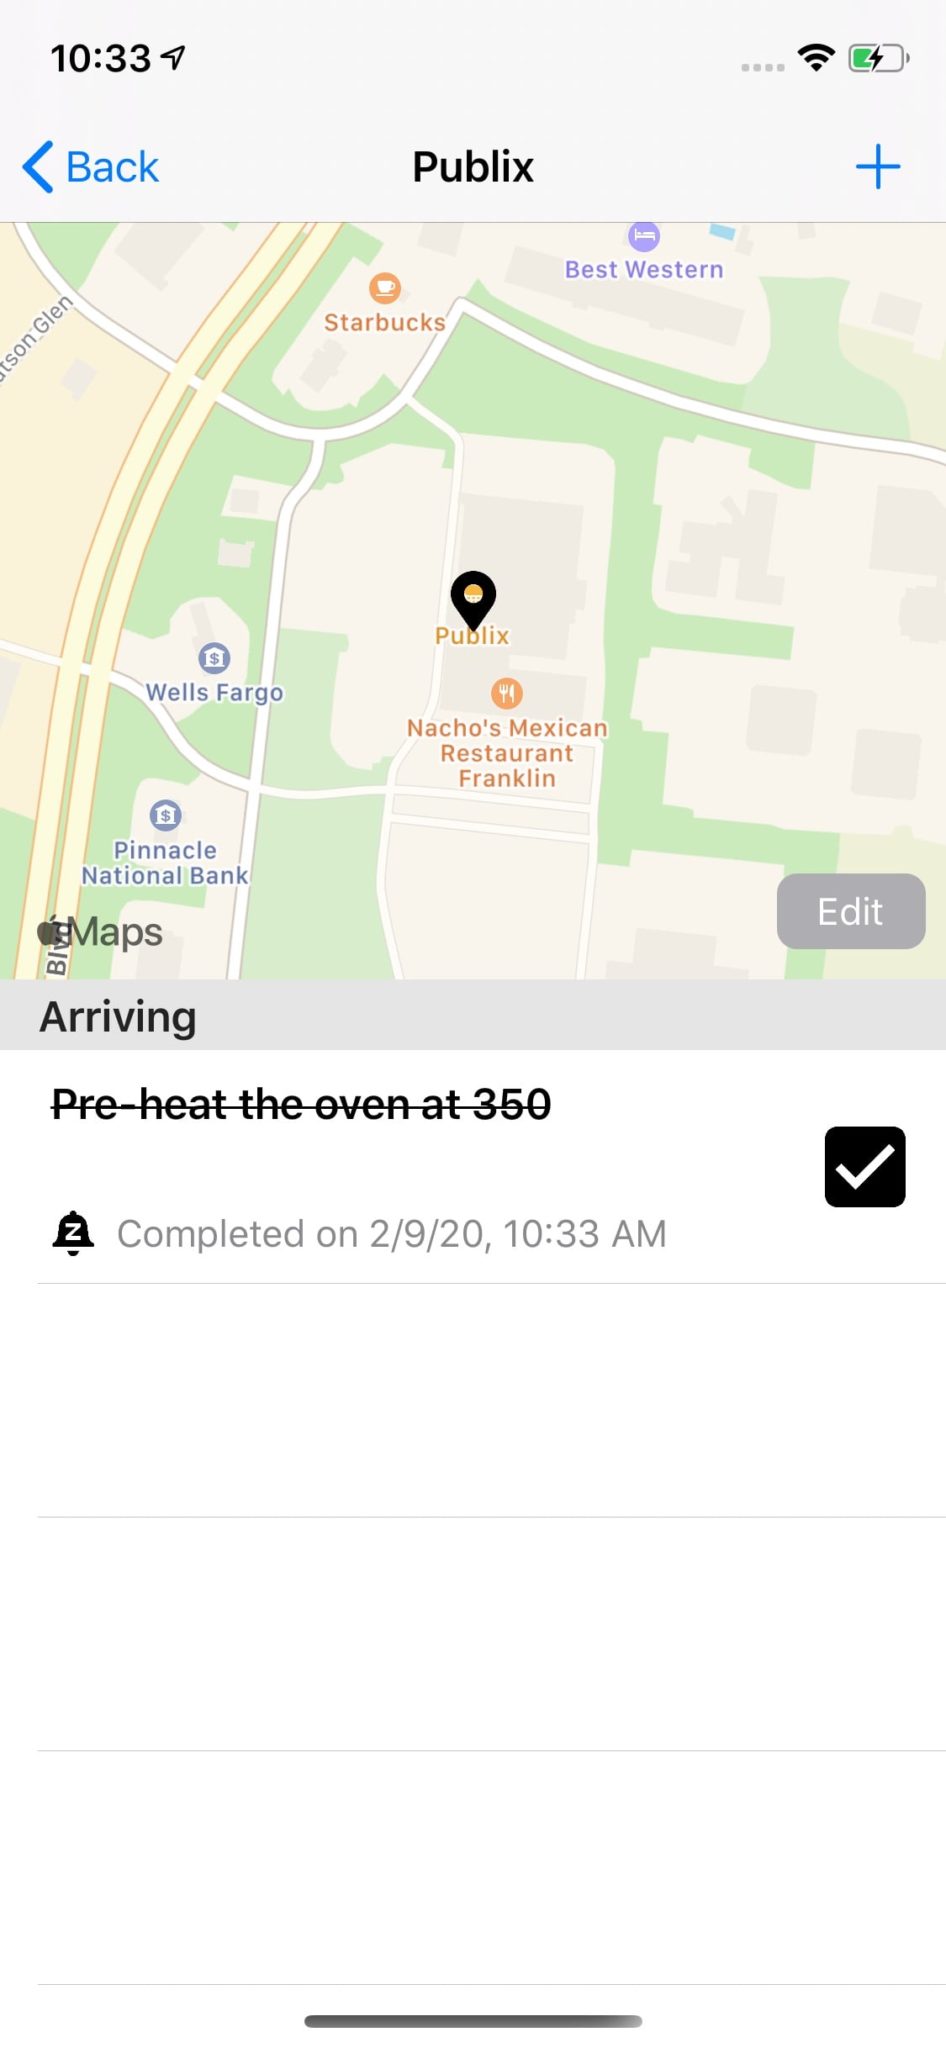 10:33
Back
Publix
Best Western
Starbucks
tson Glen
Publix
Wells Fargo
Nacho's Mexican
Restaurant
Franklin
Pinnacle
National Bank
Edit
Maps
Blvd
Arriving
Pre-heat the oven at 350
Completed on 2/9/20, 10:33 AM